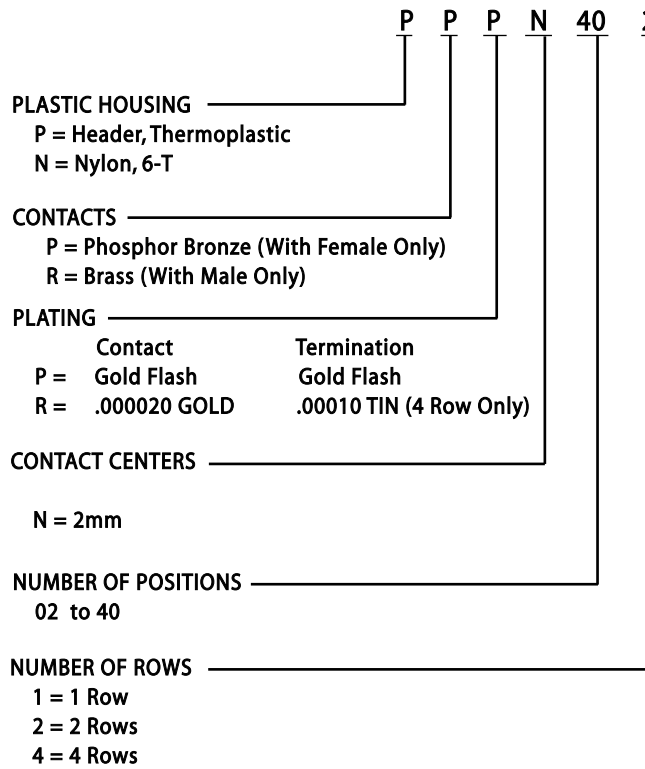 P P P N 40
PLASTIC HOUSING
P = Header, Thermoplastic
N = Nylon, 6-T
CONTACTS
P = Phosphor Bronze (With Female Only)
R = Brass (With Male Only)
PLATING
Contact Termination
P = Gold Flash Gold Flash
R = .000020 GOLD .00010 TIN (4 Row Only)
CONTACT CENTERS
N = 2mm
NUMBER OF POSITIONS
02 to 40
NUMBER OF ROWS
1 = 1 Row
2 = 2 Rows
4 = 4 Rows